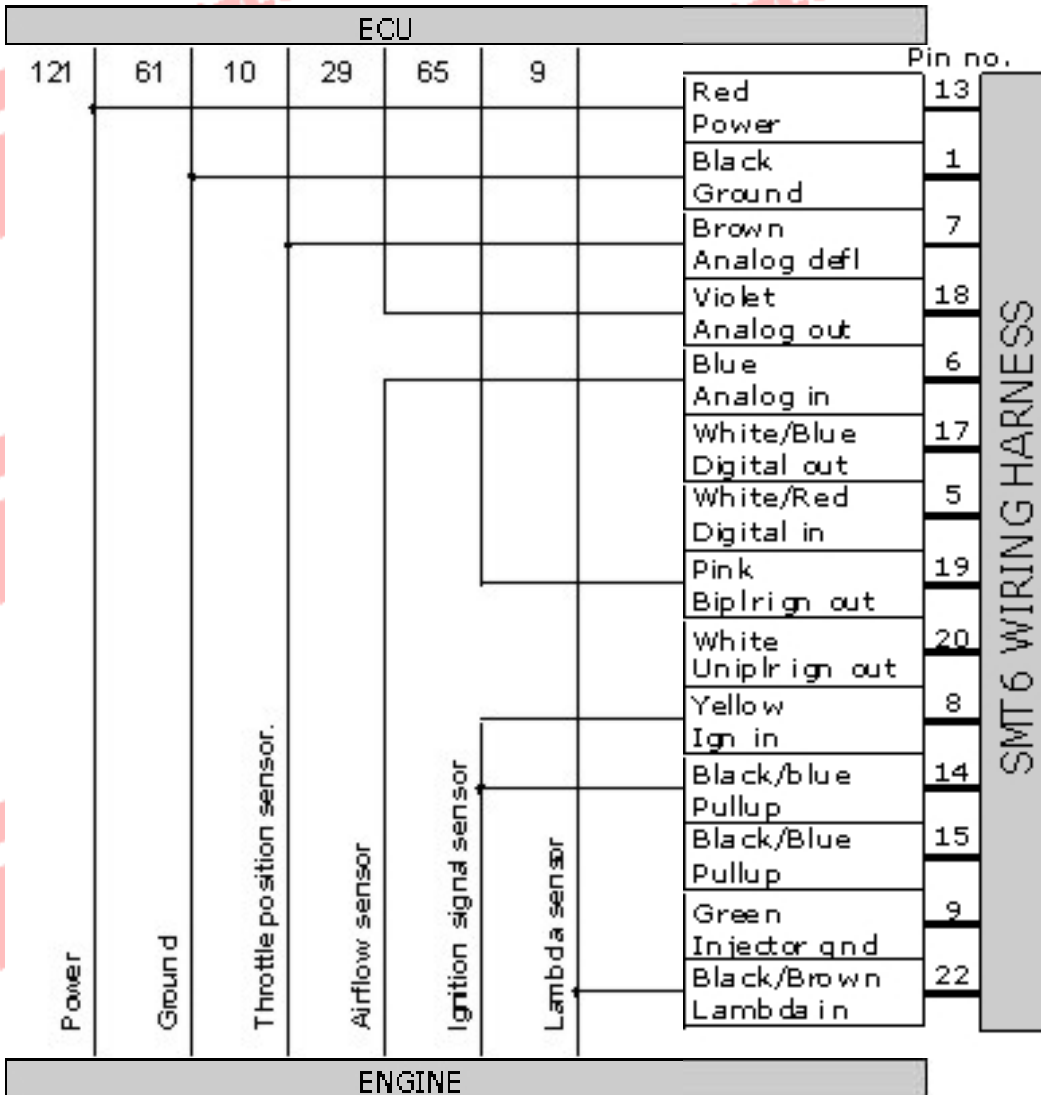 ECU
121 61 10 29 65 9
Pin no.
Red 13
Power
Black 1
Ground
Brown 7
Analog defl
Violet 18
Analog out
Blue 6
Analog in
White/Blue 17
Digital out
White/Red 5
Digital in
Pink 19
Biplrign out
White 20
Uniplr ign out
Yellow 8
Ign in
Black/blue 14
Pullup
Black/Blue 15
Pullup
Green 9
Injector gnd
Black/Brown 22
Lambda in
SMT6 WIRING HARNESS
Power
Ground
Throttle position sensor.
Airflow sensor
Ignition signal sensor
Lambda sensor
ENGINE